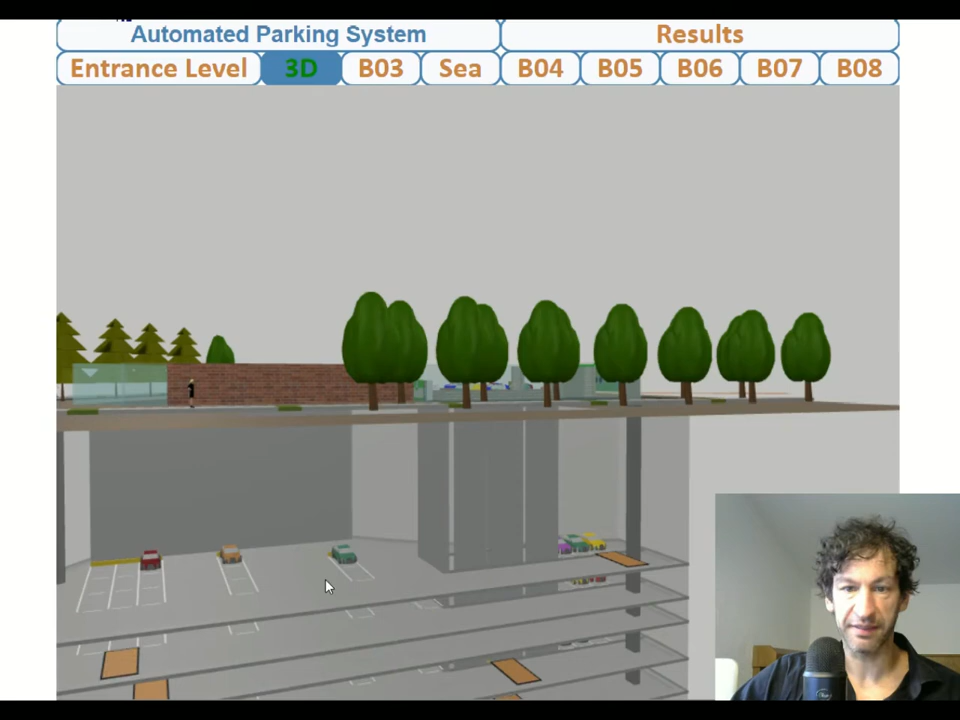 Automated Parking System Results
Entrance Level 3D B03 Sea B04 B05 B06 B07 B08